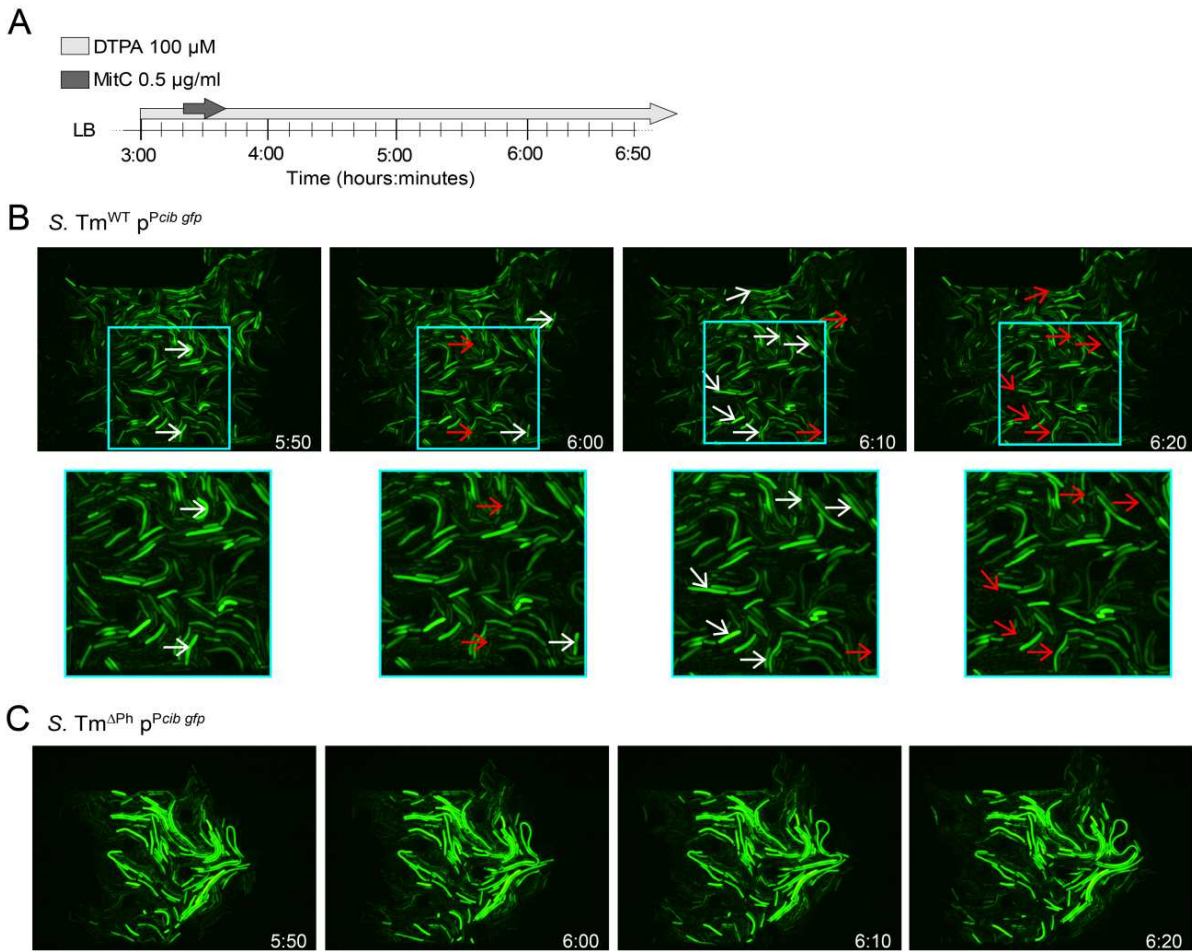 A
DTPA 100 µM
MitC 0.5 µg/ml
LB
3:00 4:00 5:00 6:00 6:50
Time (hours:minutes)
B S. Tm^WT p^Pcib gfp
5:50 6:00 6:10 6:20
C S. Tm^ΔPh p^Pcib gfp
5:50 6:00 6:10 6:20